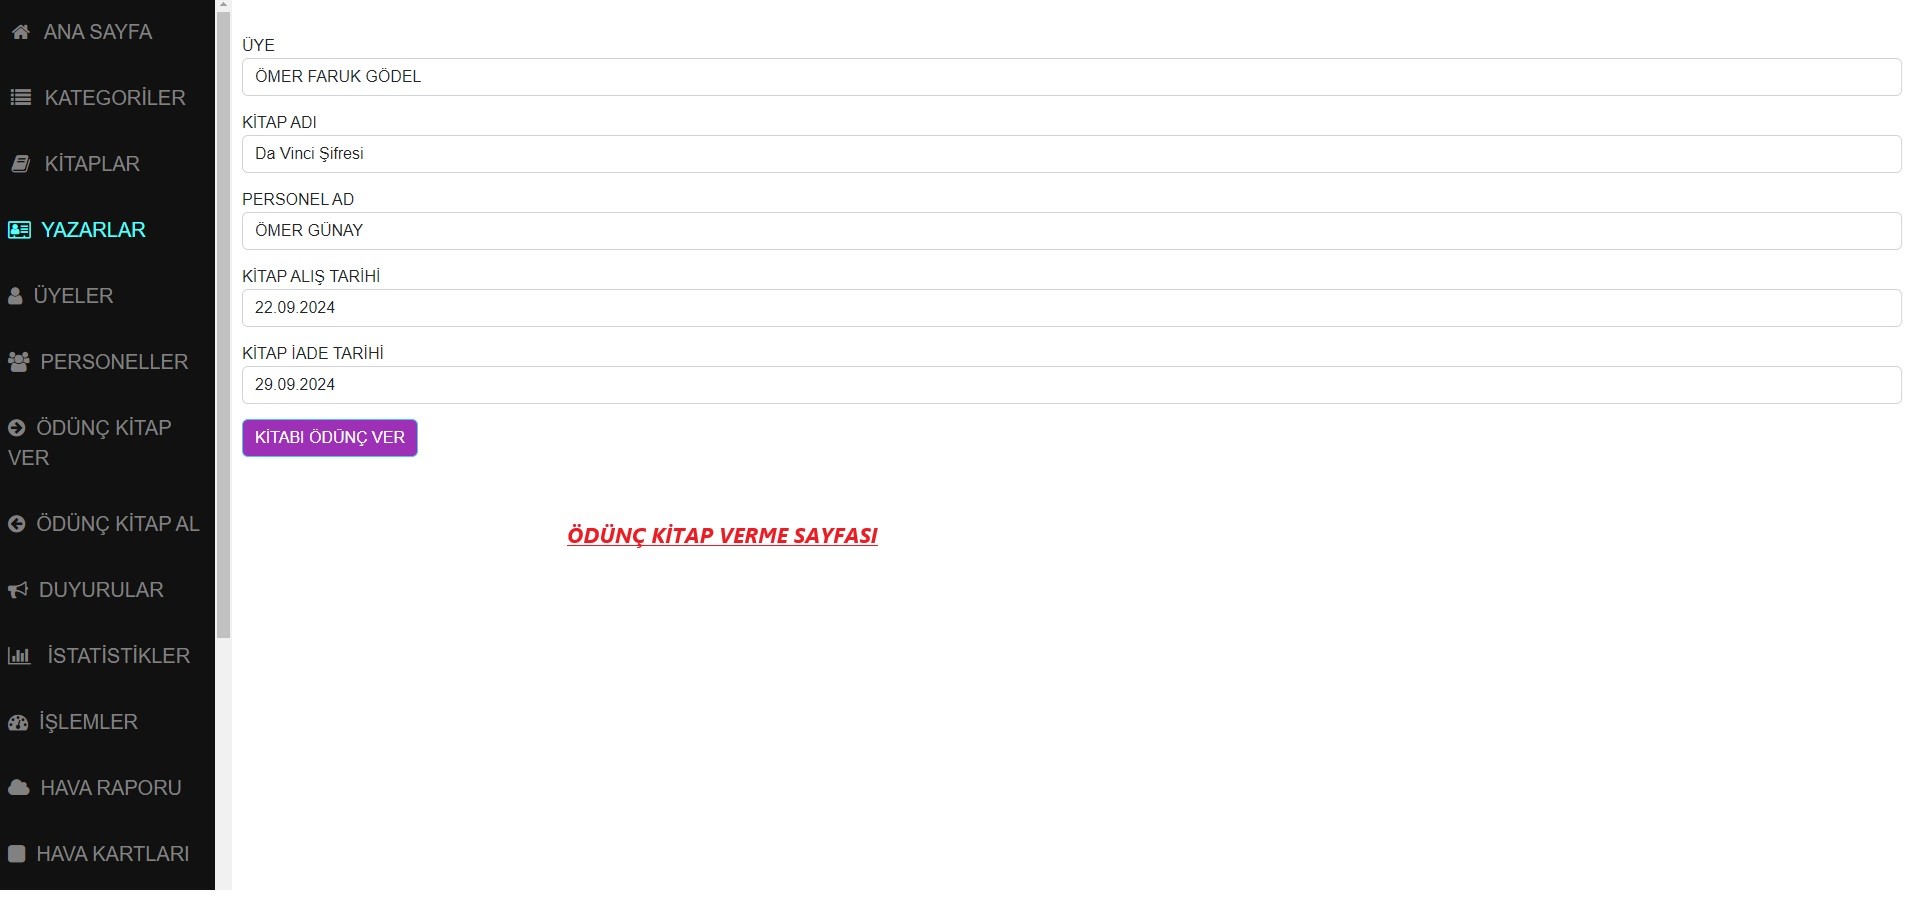 ANA SAYFA
KATEGORİLER
KİTAPLAR
YAZARLAR
ÜYELER
PERSONELLER
ÖDÜNÇ KİTAP
VER
ÖDÜNÇ KİTAP AL
DUYURULAR
İSTATİSTİKLER
İŞLEMLER
HAVA RAPORU
HAVA KARTLARI
ÜYE
ÖMER FARUK GÖDEL
KİTAP ADI
Da Vinci Şifresi
PERSONEL AD
ÖMER GÜNAY
KİTAP ALIŞ TARİHİ
22.09.2024
KİTAP İADE TARİHİ
29.09.2024
KİTABI ÖDÜNÇ VER
ÖDÜNÇ KİTAP VERME SAYFASI